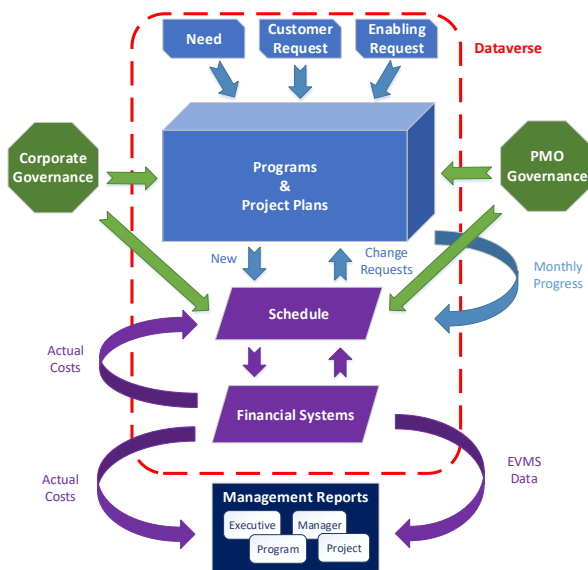 Need
Customer
Request
Enabling
Request
Dataverse
Corporate
Governance
Programs
&
Project Plans
PMO
Governance
New
Change
Requests
Monthly
Progress
Schedule
Actual
Costs
Financial Systems
Actual
Costs
EVMS
Data
Management Reports
Executive
Manager
Program
Project